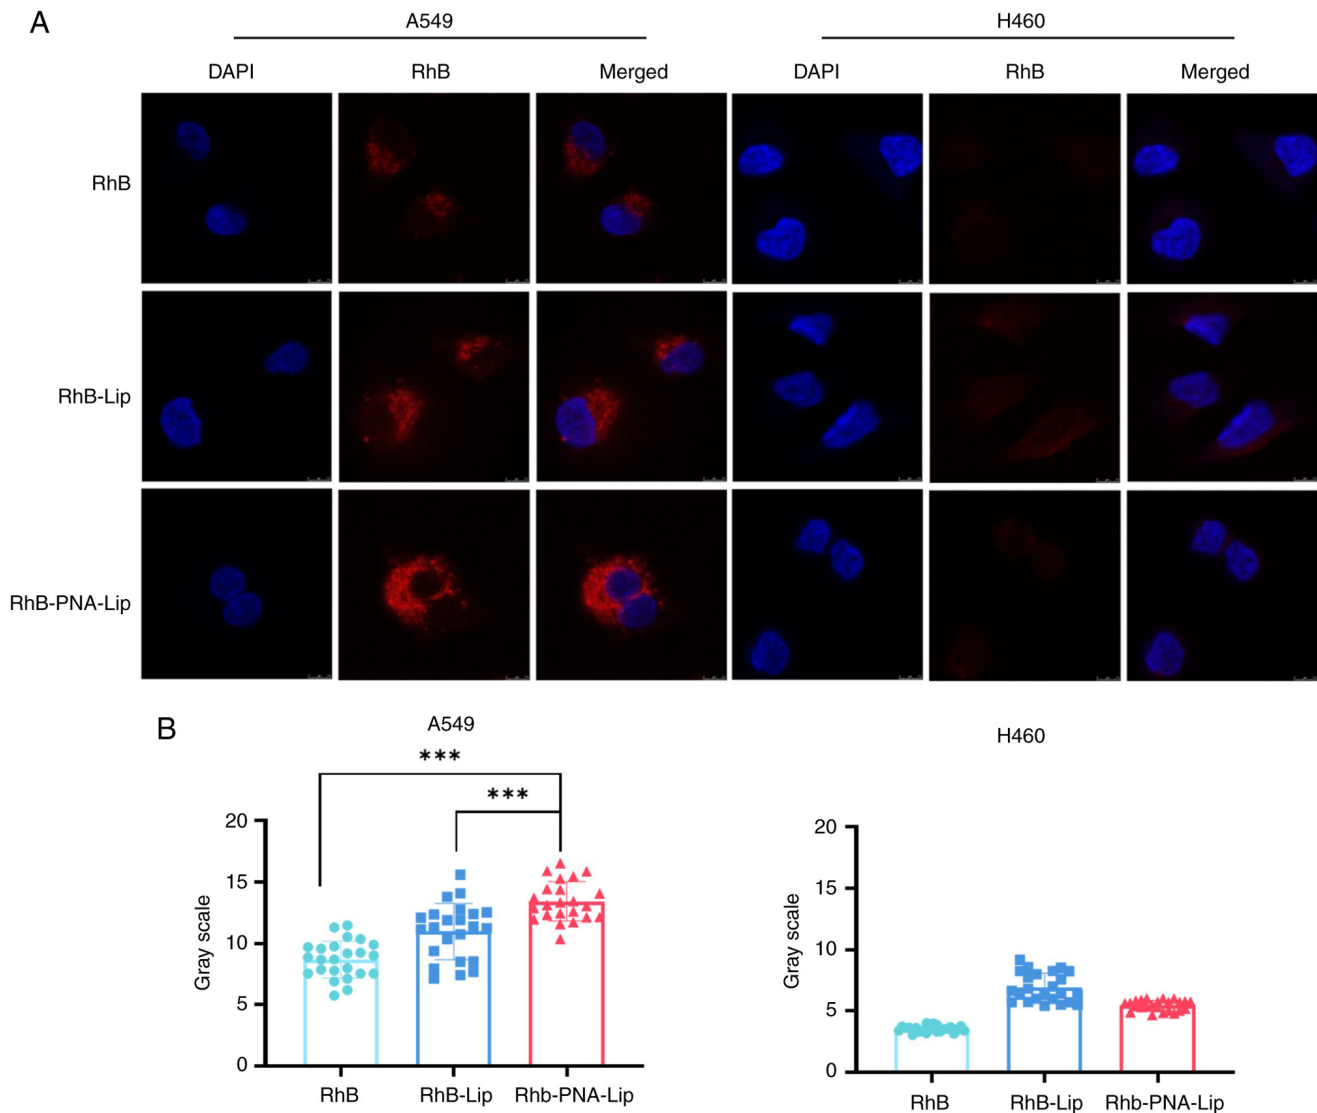 A
A549 H460
DAPI RhB Merged DAPI RhB Merged
RhB
RhB-Lip
RhB-PNA-Lip
B
A549
***
***
20
15
10
5
0
Gray scale
RhB RhB-Lip Rhb-PNA-Lip
H460
20
15
10
5
0
Gray scale
RhB RhB-Lip Rhb-PNA-Lip